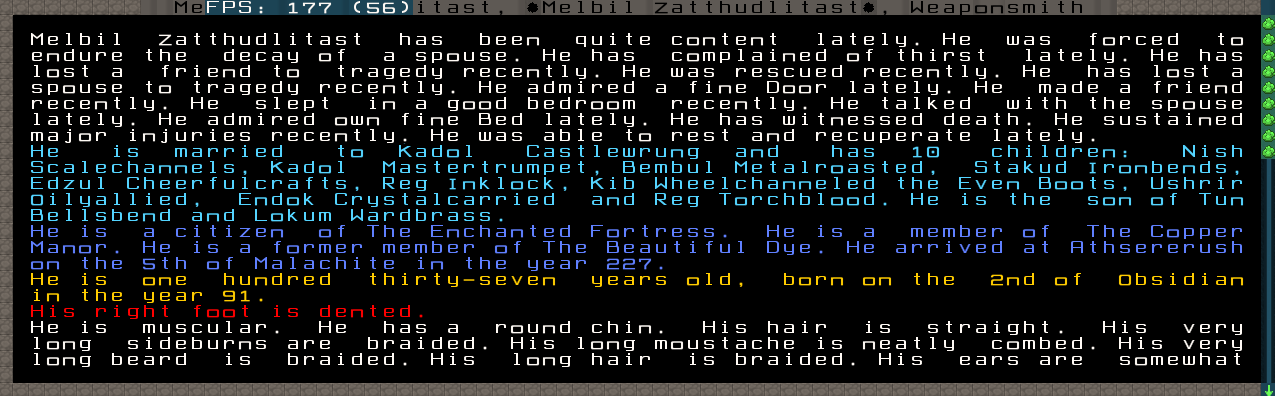 MeFPS: 177 (56)itast, ☼Melbil Zatthudlitast☼, Weaponsmith
Melbil Zatthudlitast has been quite content lately. He was forced to
endure the decay of a spouse. He has complained of thirst lately. He has
lost a friend to tragedy recently. He was rescued recently. He has lost a
spouse to tragedy recently. He admired a fine Door lately. He made a friend
recently. He slept in a good bedroom recently. He talked with the spouse
lately. He admired own fine Bed lately. He has witnessed death. He sustained
major injuries recently. He was able to rest and recuperate lately.
He is married to Kadol Castlewrung and has 10 children: Nish
Scalechannels, Kadol Mastertrumpet, Bembul Metalroasted, Stakud Ironbends,
Edzul Cheerfulcrafts, Reg Inklock, Kib Wheelchanneled the Even Boots, Ushrir
Oilyallied, Endok Crystalcarried and Reg Torchblood. He is the son of Tun
Bellsbend and Lokum Wardbrass.
He is a citizen of The Enchanted Fortress. He is a member of The Copper
Manor. He is a former member of The Beautiful Dye. He arrived at Athsererush
on the 5th of Malachite in the year 227.
He is one hundred thirty-seven years old, born on the 2nd of Obsidian
in the year 91.
His right foot is dented.
He is muscular. He has a round chin. His hair is straight. His very
long sideburns are braided. His long moustache is neatly combed. His very
long beard is braided. His long hair is braided. His ears are somewhat